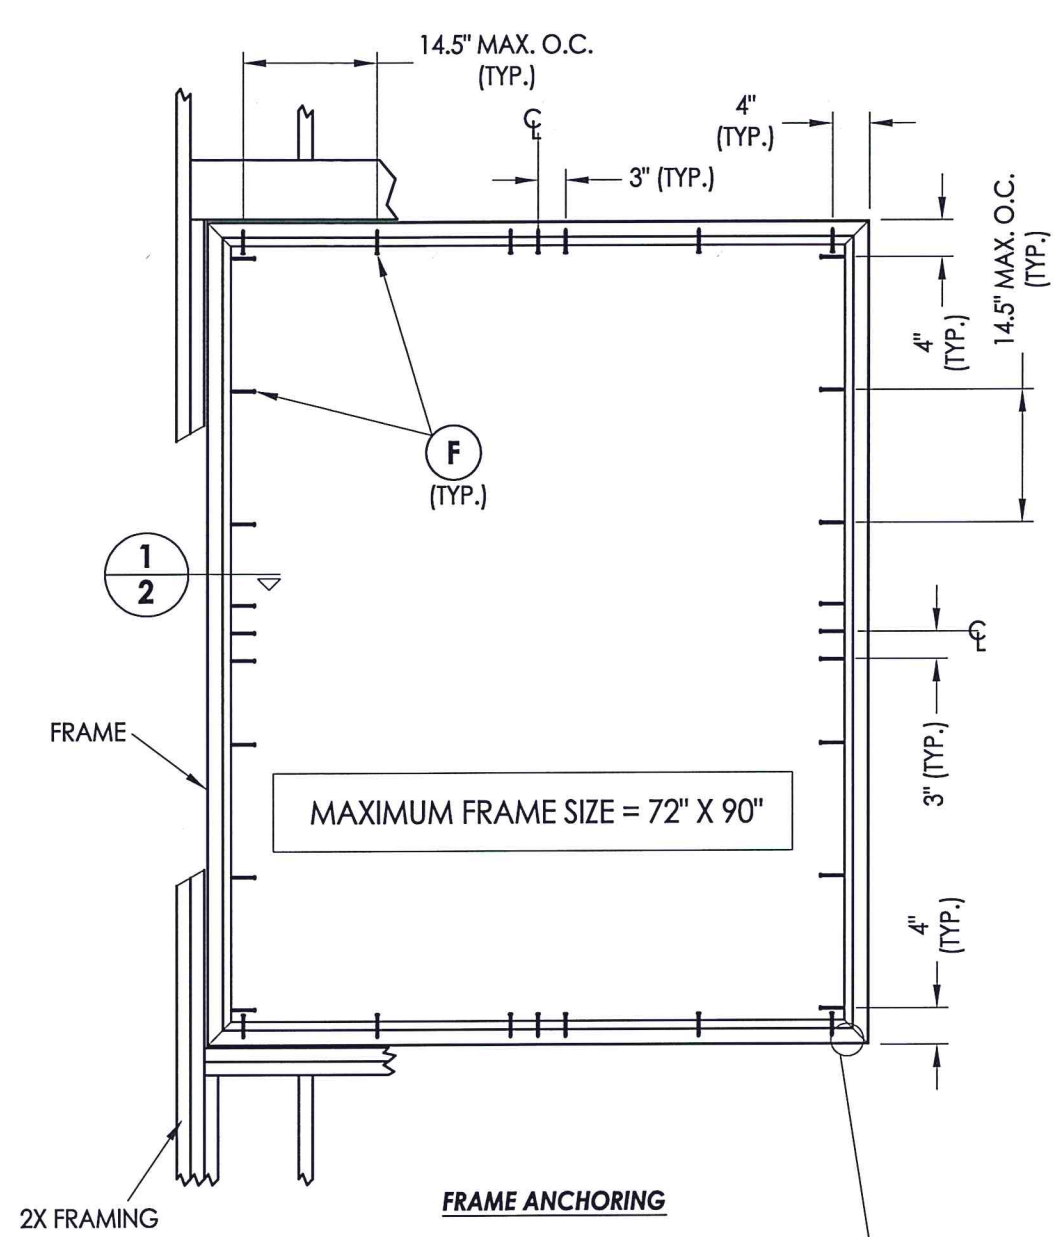 14.5" MAX. O.C.
(TYP.)
℄
4"
(TYP.)
3" (TYP.)
14.5" MAX. O.C.
(TYP.)
4"
(TYP.)
F
(TYP.)
1
2
℄
FRAME
3" (TYP.)
MAXIMUM FRAME SIZE = 72" X 90"
4"
(TYP.)
2X FRAMING
FRAME ANCHORING